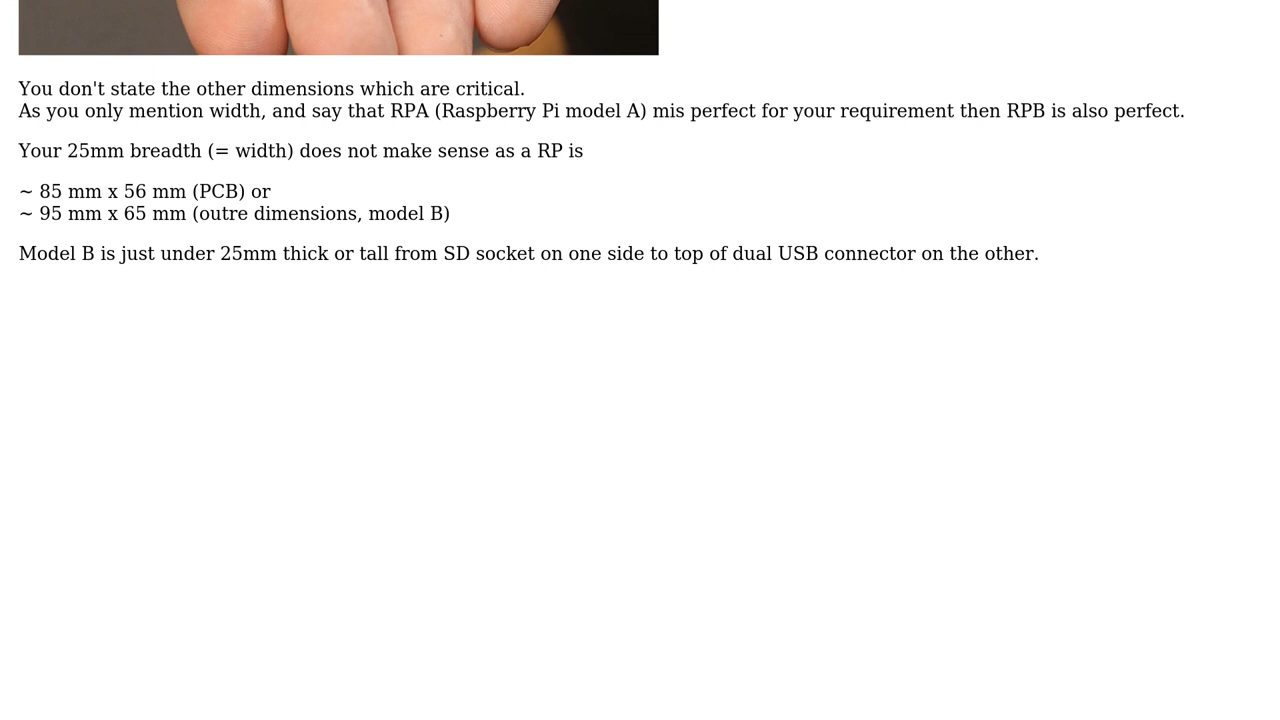 You don't state the other dimensions which are critical.
As you only mention width, and say that RPA (Raspberry Pi model A) mis perfect for your requirement then RPB is also perfect.
Your 25mm breadth (= width) does not make sense as a RP is
~ 85 mm x 56 mm (PCB) or
~ 95 mm x 65 mm (outre dimensions, model B)
Model B is just under 25mm thick or tall from SD socket on one side to top of dual USB connector on the other.